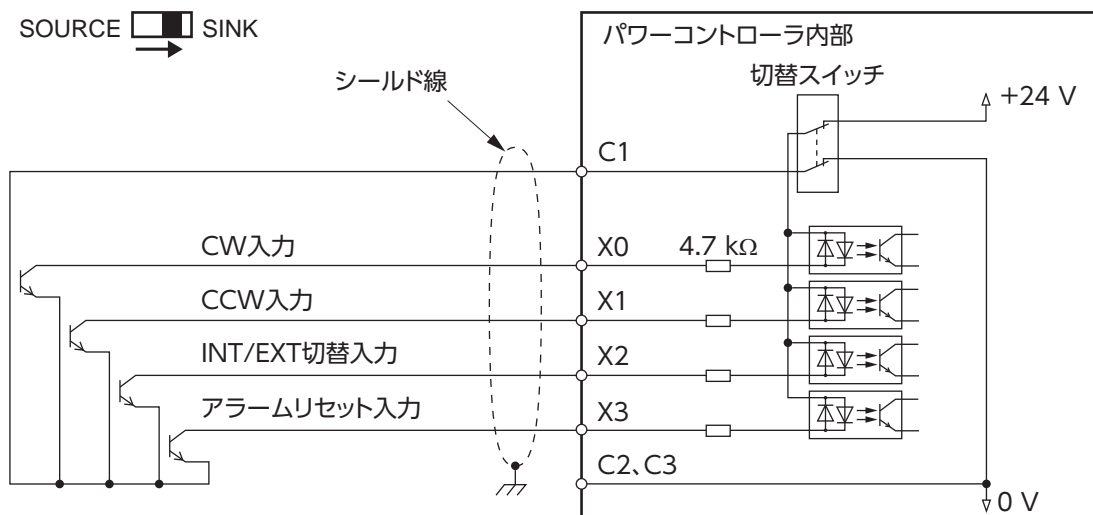 SOURCE SINK
パワーコントローラ内部
切替スイッチ
+24 V
シールド線
C1
CW入力
X0
4.7 kΩ
CCW入力
X1
INT/EXT切替入力
X2
アラームリセット入力
X3
C2、C3
0 V